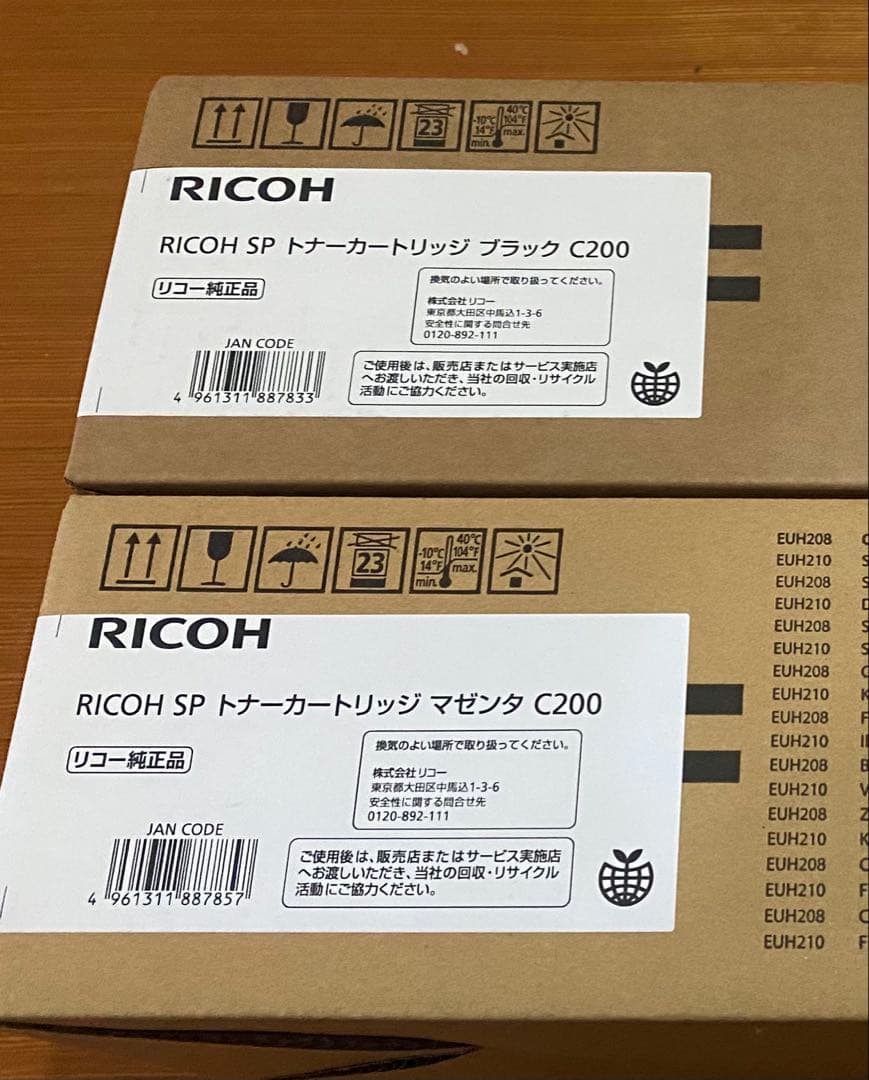 23
-10℃
14℉
min.
40℃
104℉
max.
RICOH
RICOH SP トナーカートリッジ ブラック C200
リコー純正品
換気のよい場所で取り扱ってください。
株式会社リコー
東京都大田区中馬込1-3-6
安全性に関する問合せ先
0120-892-111
JAN CODE
4 961311 887833
ご使用後は、販売店またはサービス実施店
へお渡しいただき、当社の回収・リサイクル
活動にご協力ください。
23
-10℃
14℉
min.
40℃
104℉
max.
RICOH
RICOH SP トナーカートリッジ マゼンタ C200
リコー純正品
換気のよい場所で取り扱ってください。
株式会社リコー
東京都大田区中馬込1-3-6
安全性に関する問合せ先
0120-892-111
JAN CODE
4 961311 887857
ご使用後は、販売店またはサービス実施店
へお渡しいただき、当社の回収・リサイクル
活動にご協力ください。
EUH208
EUH210
EUH208
EUH210
EUH208
EUH210
EUH208
EUH210
EUH208
EUH210
EUH208
EUH210
EUH208
EUH210
EUH208
EUH210
EUH208
EUH210